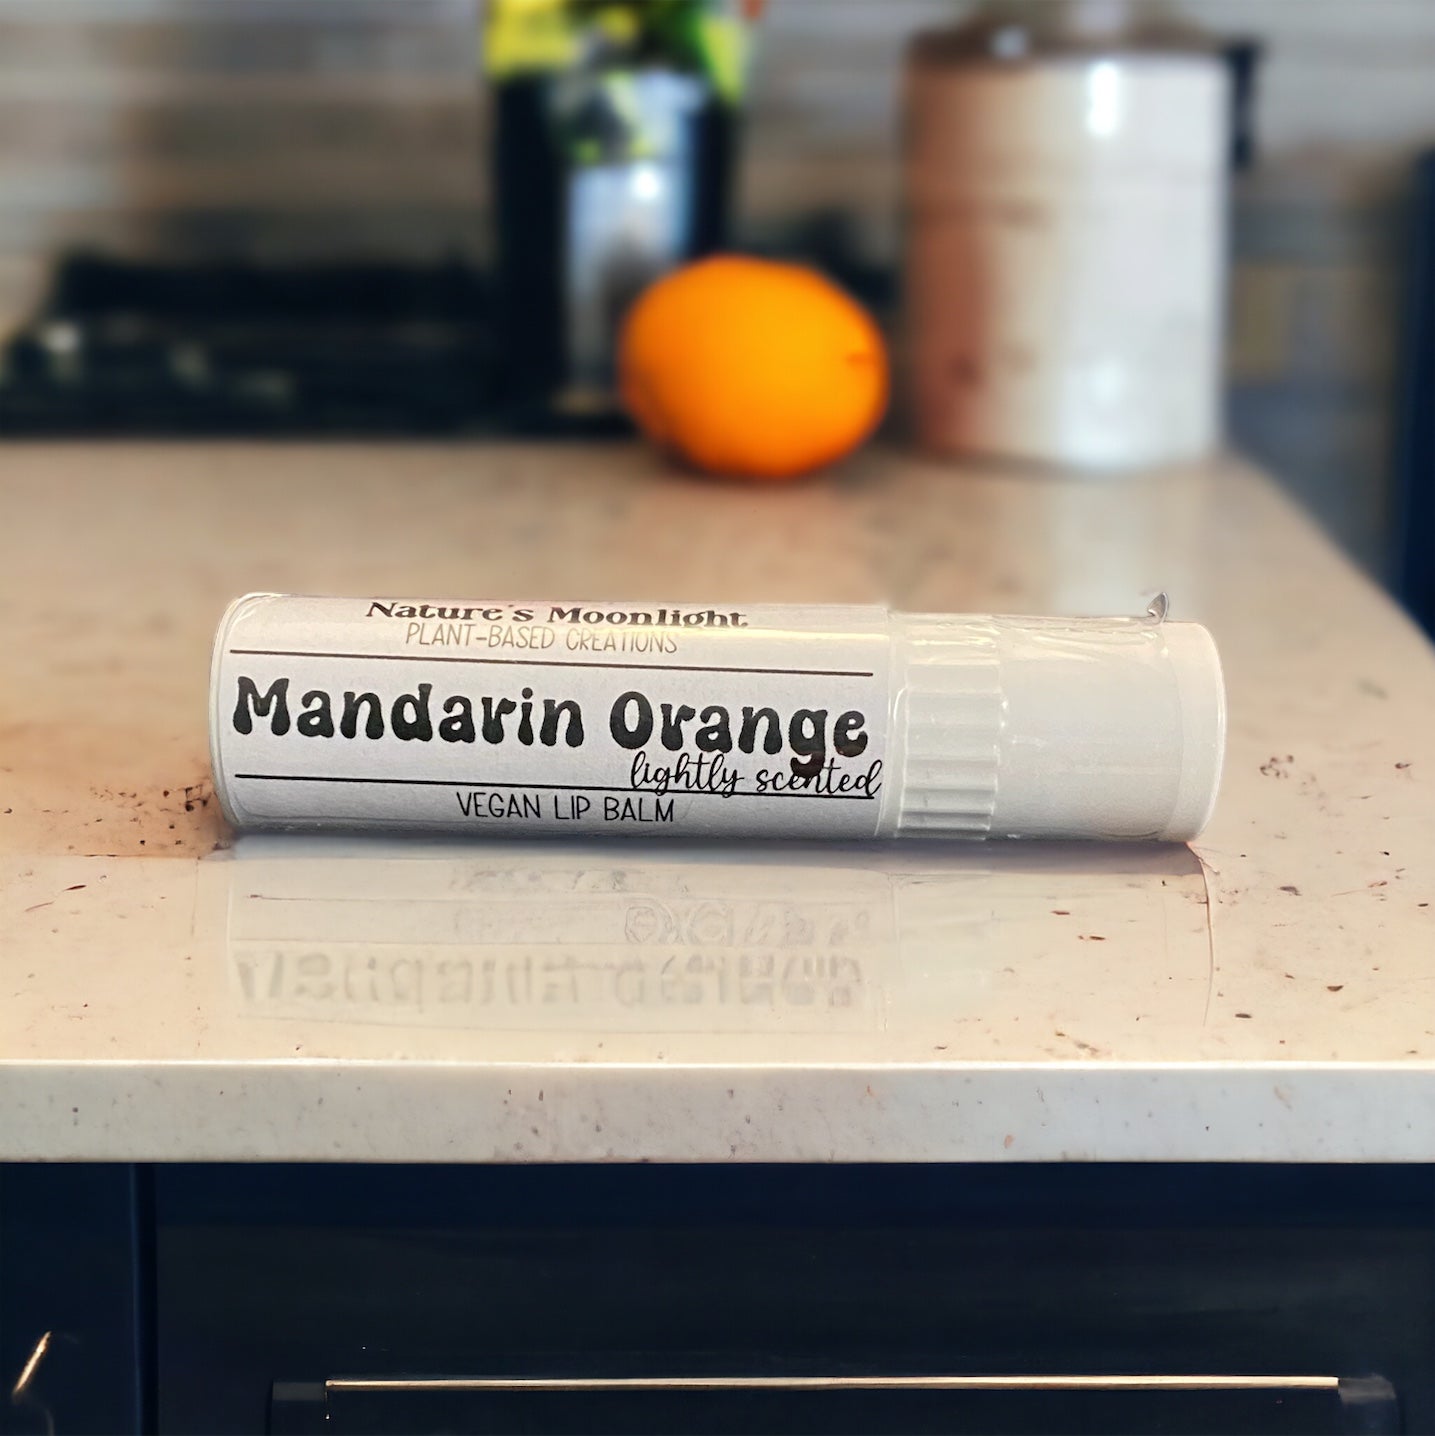 Nature's Moonlight
PLANT-BASED CREATIONS
Mandarin Orange
lightly scented
VEGAN LIP BALM